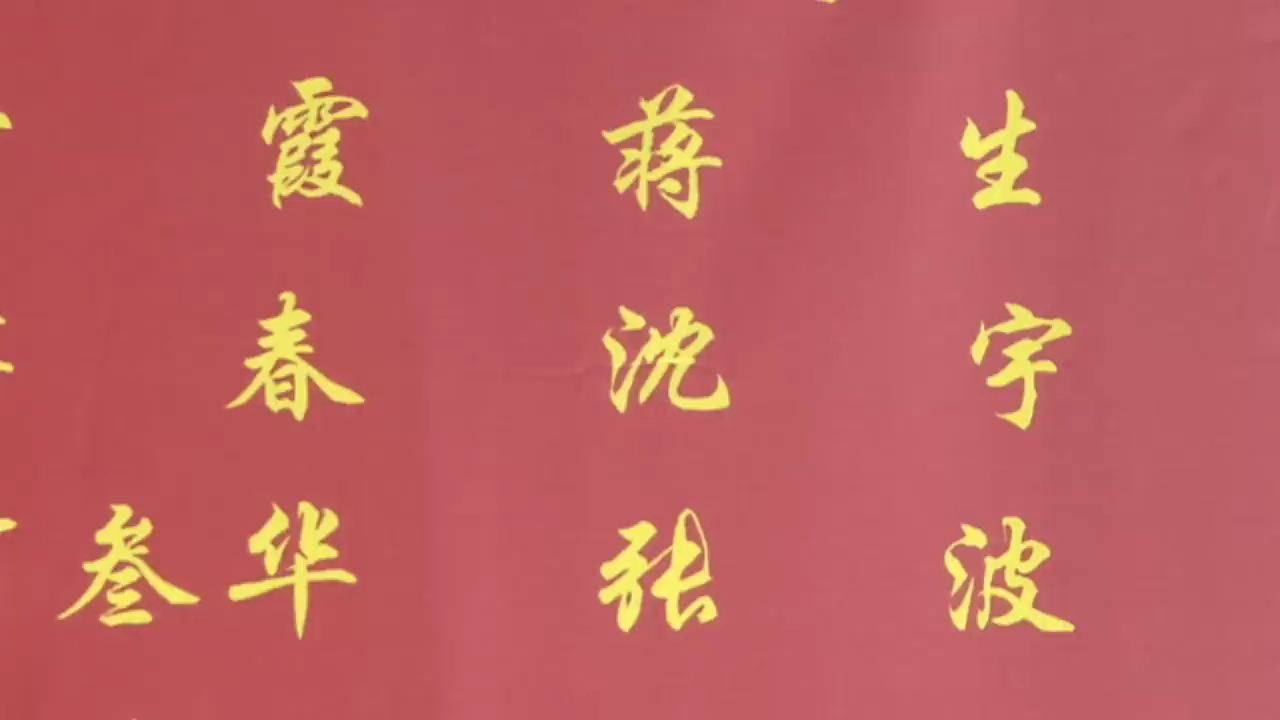 霞 蒋 生
春 沈 宇
叁 华 张 波